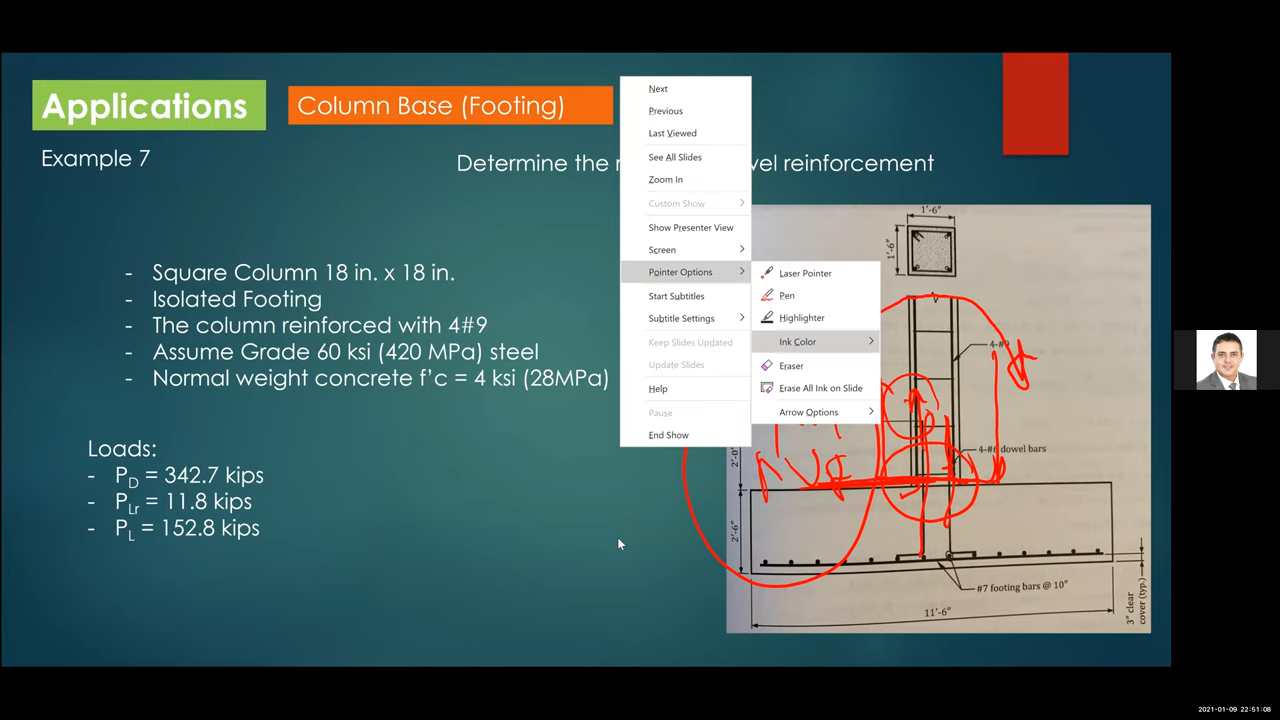 Applications
Column Base (Footing)
Example 7
Determine the
vel reinforcement
- Square Column 18 in. x 18 in.
- Isolated Footing
- The column reinforced with 4#9
- Assume Grade 60 ksi (420 MPa) steel
- Normal weight concrete f'c = 4 ksi (28MPa)
Loads:
- PD = 342.7 kips
- PLr = 11.8 kips
- PL = 152.8 kips
Next
Previous
Last Viewed
See All Slides
Zoom In
Custom Show
Show Presenter View
Screen
Pointer Options
Start Subtitles
Subtitle Settings
Keep Slides Updated
Update Slides
Help
Pause
End Show
Laser Pointer
Pen
Highlighter
Ink Color
Eraser
Erase All Ink on Slide
Arrow Options
1'-6"
1'-6"
4-#9
4-#6 dowel bars
2'-0"
2'-6"
#7 footing bars @ 10"
11'-6"
3" clear
cover (typ.)
2021-01-09 22:51:08